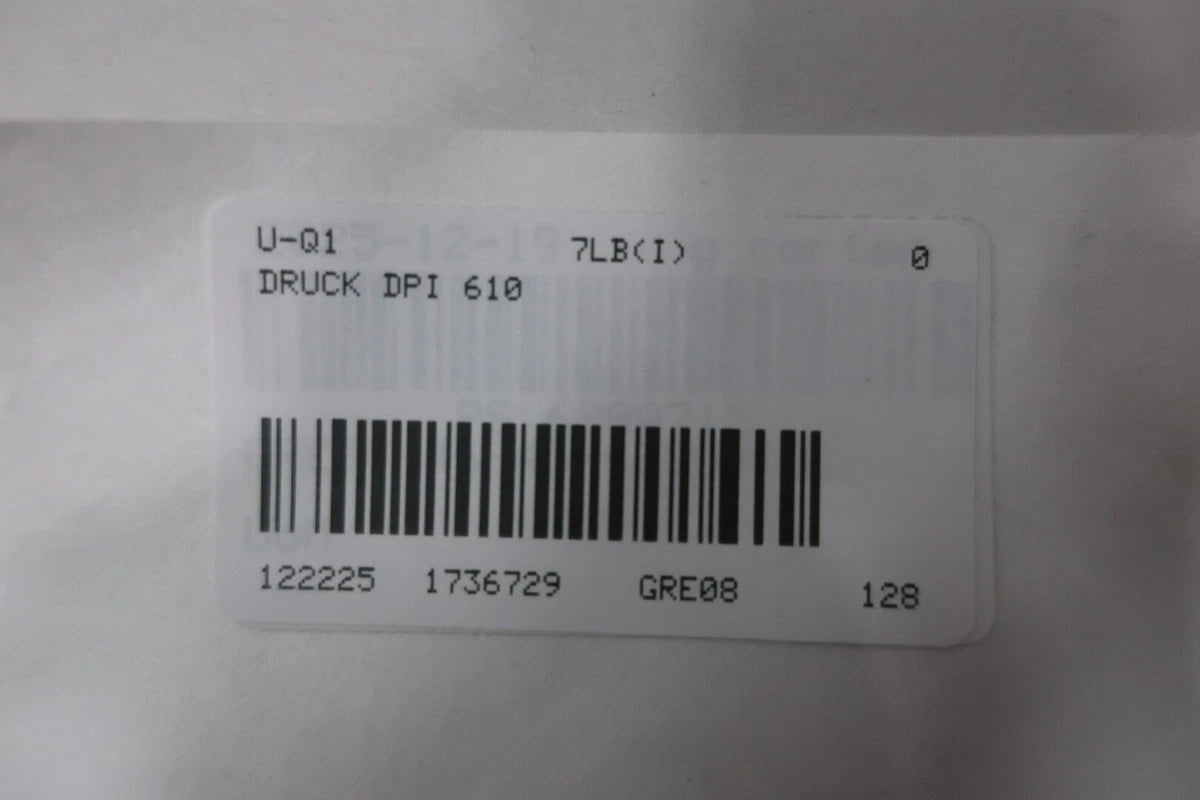 U-Q1 7LB(I) 0
DRUCK DPI 610
122225 1736729 GRE08 128